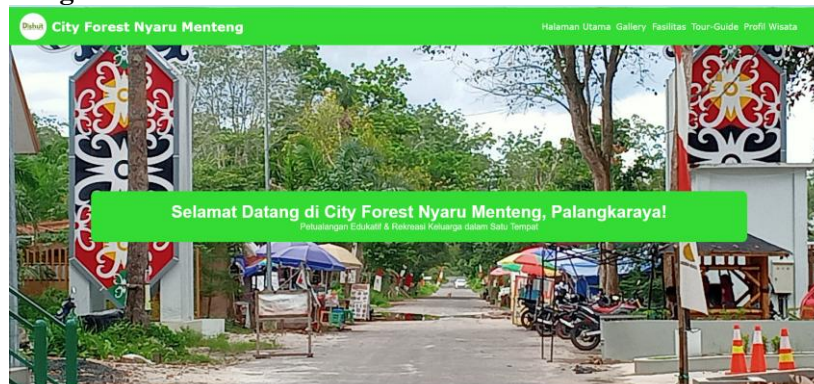 Dishut
City Forest Nyaru Menteng
Halaman Utama Gallery Fasilitas Tour-Guide Profil Wisata
Selamat Datang di City Forest Nyaru Menteng, Palangkaraya!
Petualangan Edukatif & Rekreasi Keluarga dalam Satu Tempat